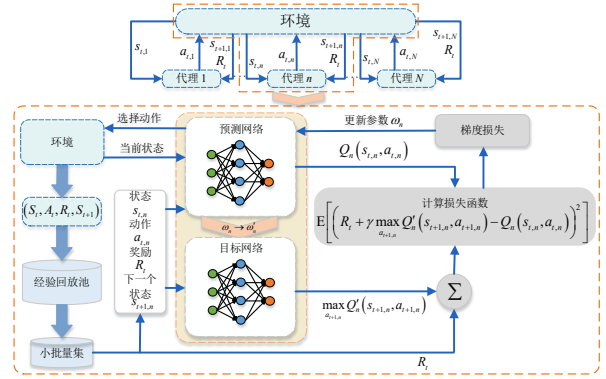 环境
s_{t,1}
a_{t,1}
s_{t+1,1}
R_t
s_{t,n}
a_{t,n}
s_{t+1,n}
R_t
s_{t,N}
a_{t,N}
s_{t+1,N}
R_t
代理 1
代理 n
代理 N
选择动作
环境
当前状态
(S_t, A_t, R_t, S_{t+1})
经验回放池
小批量集
状态
s_{t,n}
动作
a_{t,n}
奖励
R_t
下一个
状态
s_{t+1,n}
预测网络
ω_n→ω_n′
目标网络
更新参数 ω_n
梯度损失
Q_n(s_{t,n}, a_{t,n})
计算损失函数
E[(R_t + γ max_{a_{t+1,n}} Q_n′(s_{t+1,n}, a_{t+1,n}) − Q_n(s_{t,n}, a_{t,n}))²]
max_{a_{t+1,n}} Q_n′(s_{t+1,n}, a_{t+1,n})
Σ
R_t